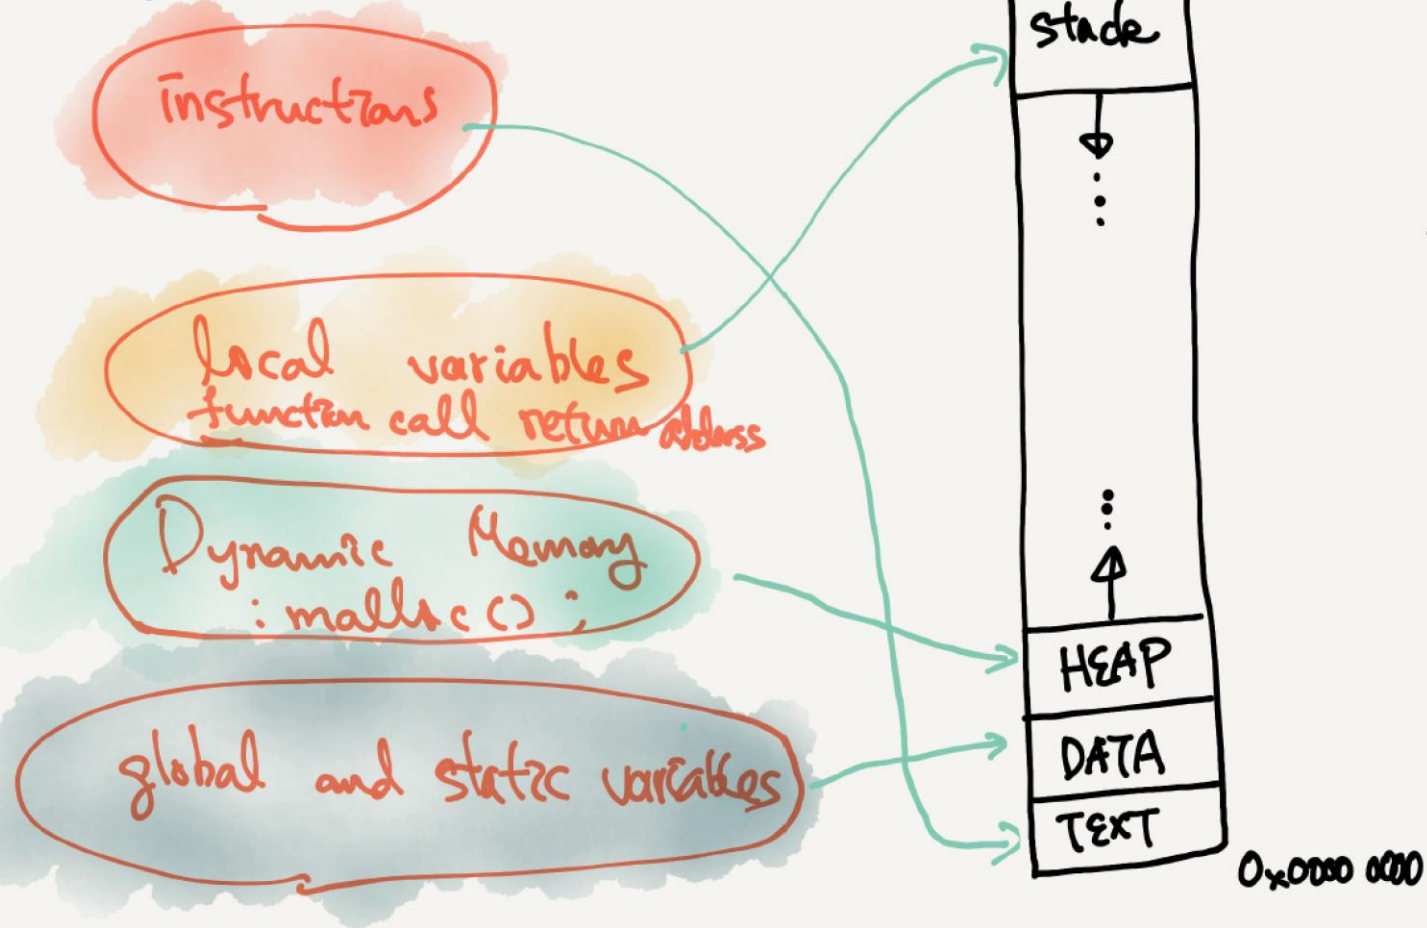 instructions
local variables
function call return address
Dynamic Memory
: malloc();
global and static variables
stack
HEAP
DATA
TEXT
0x0000 0000